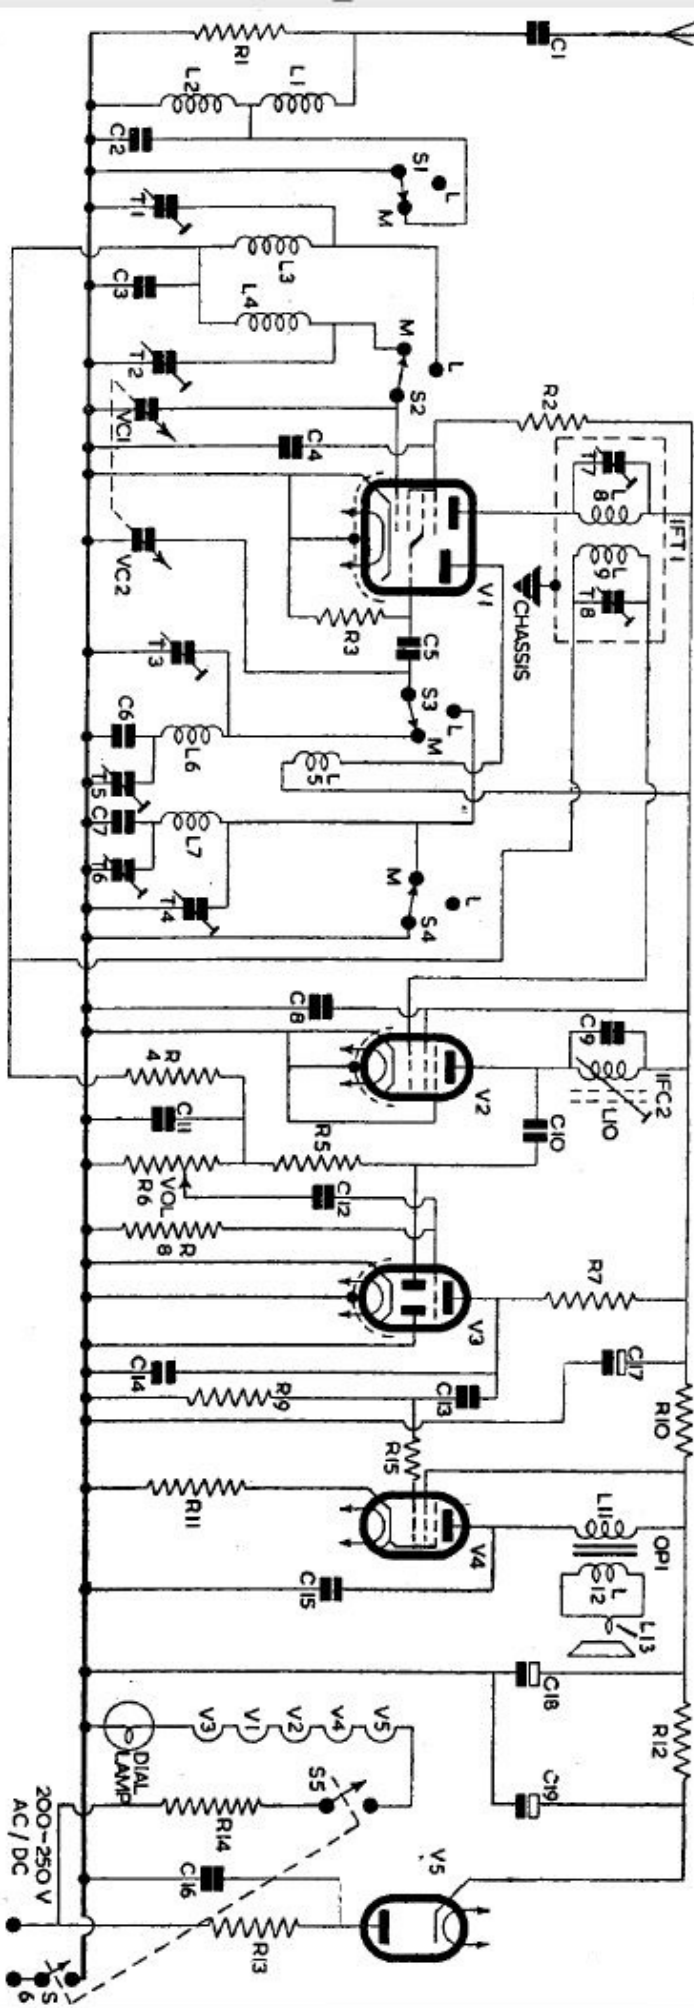 C1
R1
L1
L2
C2
S1
L
M
T1
L3
C3
L4
M
L
T2
S2
VC1
C4
R2
IFT1
T7
L8
L9
T8
V1
CHASSIS
VC2
R3
C5
T3
S3
L
M
C6
L6
L5
T5
C7
L7
T6
M
L
T4
S4
C8
C9
IFC2
L10
V2
R4
C10
C11
R5
R6
VOL
C12
R8
R7
V3
C14
C17
R9
C13
R10
R15
R11
L11
OP1
V4
L12
C15
L13
C18
R12
DIAL
LAMP
V3
V1
V2
V4
V5
S5
C19
R14
200-250V
AC/DC
C16
V5
R13
S6